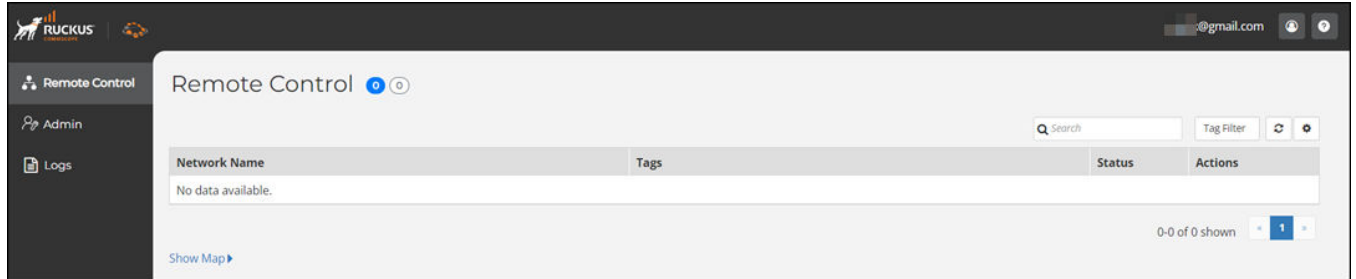 RUCKUS
COMMSCOPE
@gmail.com
Remote Control
Admin
Logs
Remote Control 0 0
Search
Tag Filter
Network Name Tags Status Actions
No data available.
0-0 of 0 shown « 1 »
Show Map